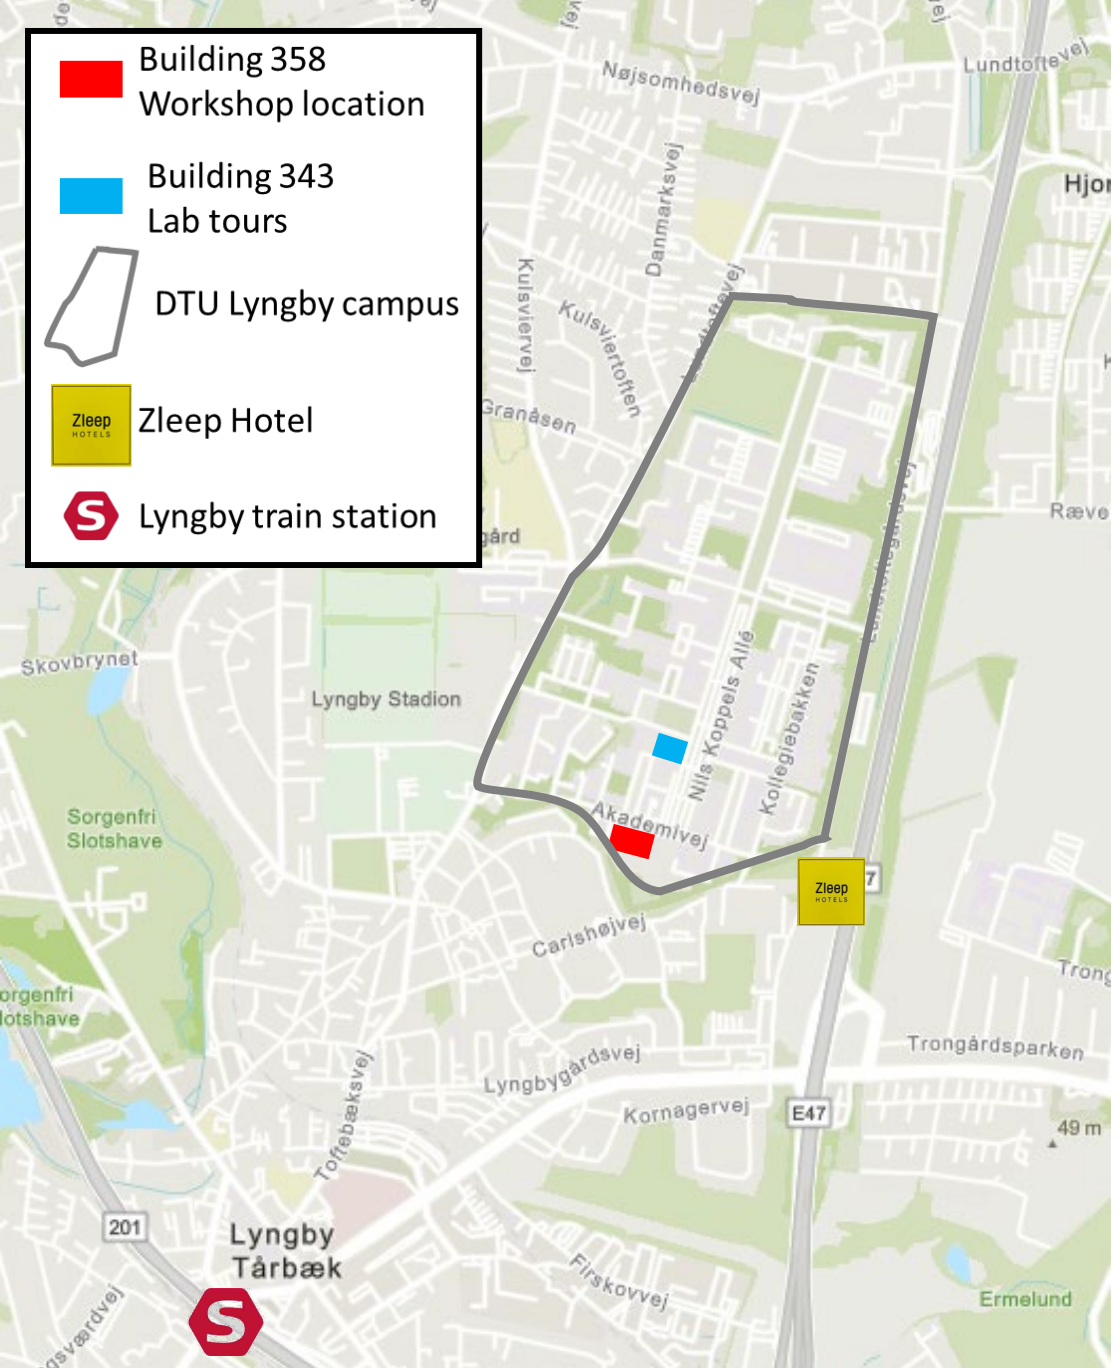 Building 358
Workshop location
Building 343
Lab tours
DTU Lyngby campus
Zleep
HOTELS
Zleep Hotel
S
Lyngby train station
Lundtoftevej
Nøjsomhedsvej
Danmarksvej
Hjor
Kulsviervej
Kulsviertoften
Granåsen
gård
Ræve
Skovbrynet
Lyngby Stadion
Nils Koppels Allé
Kollegiebakken
Sorgenfri
Slotshave
Akademivej
Zleep
HOTELS
7
Carlshøjvej
orgenfri
lotshave
Trong
Trongårdsparken
Lyngbygårdsvej
Toftebæksvej
Kornagervej
E47
49 m
201
Lyngby
Tårbæk
Firskovvej
Ermelund
S
gsværdvej